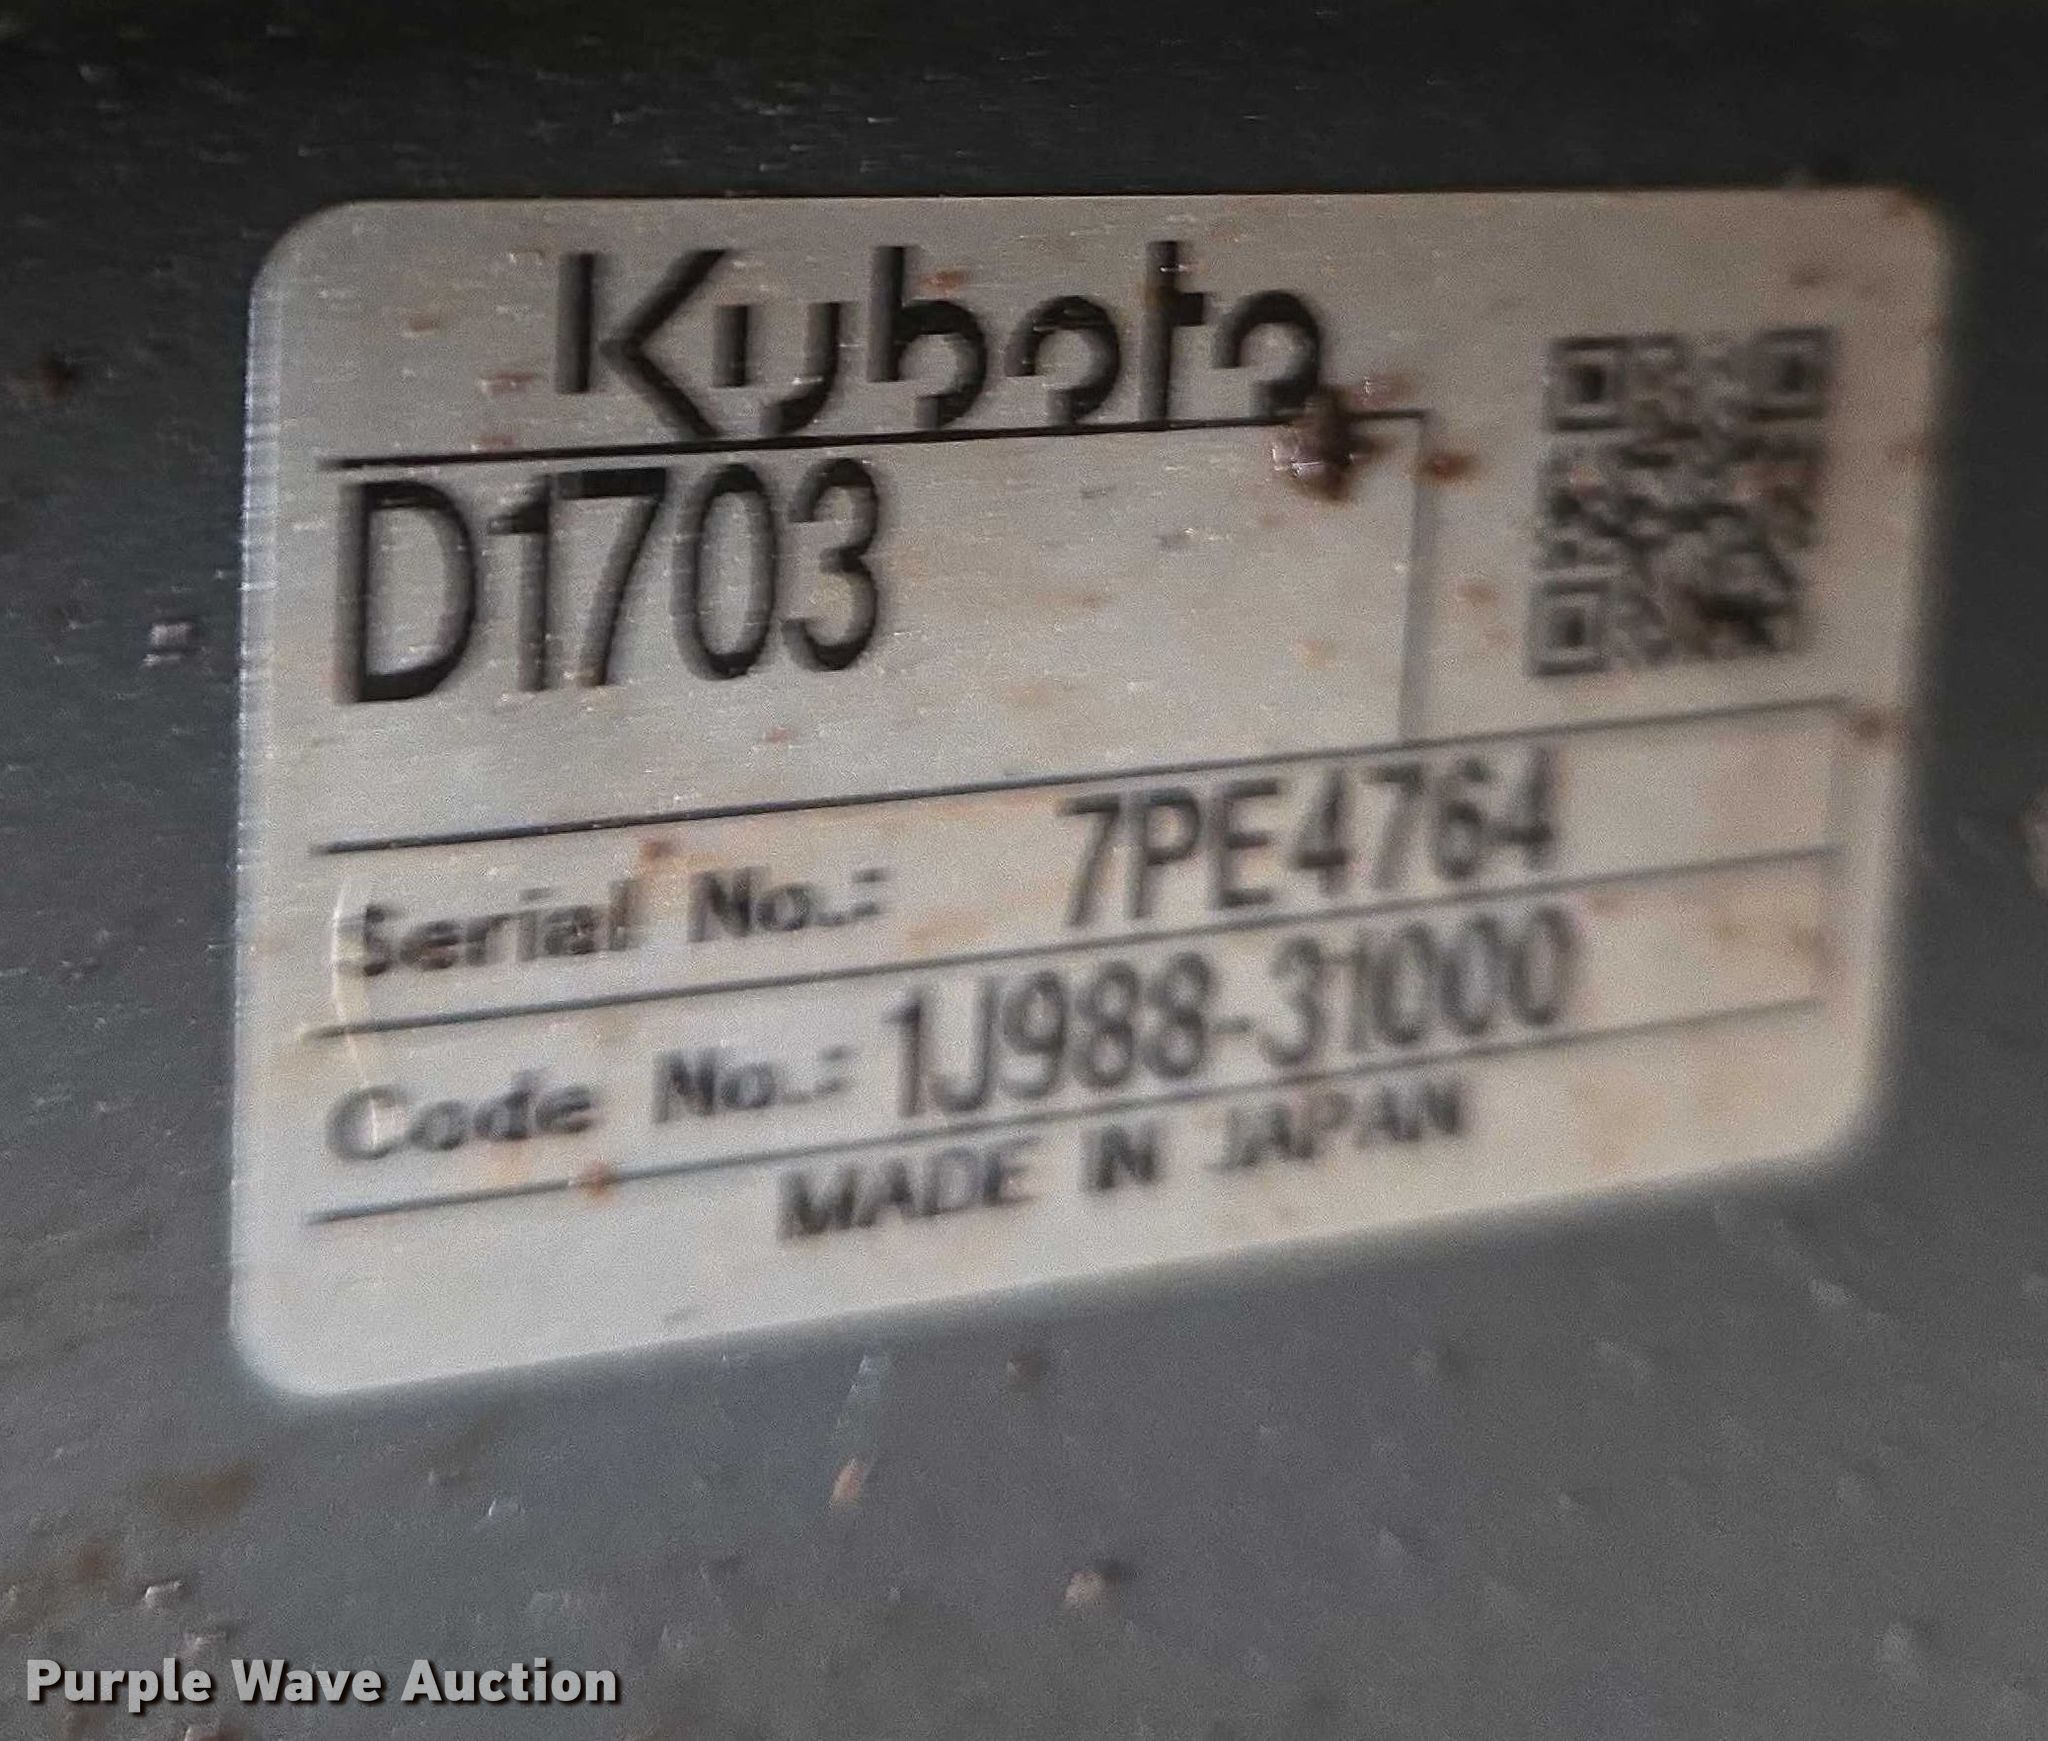 Kubota
D1703
Serial No.: 7PE4764
Code No.: 1J988-31000
MADE IN JAPAN
Purple Wave Auction